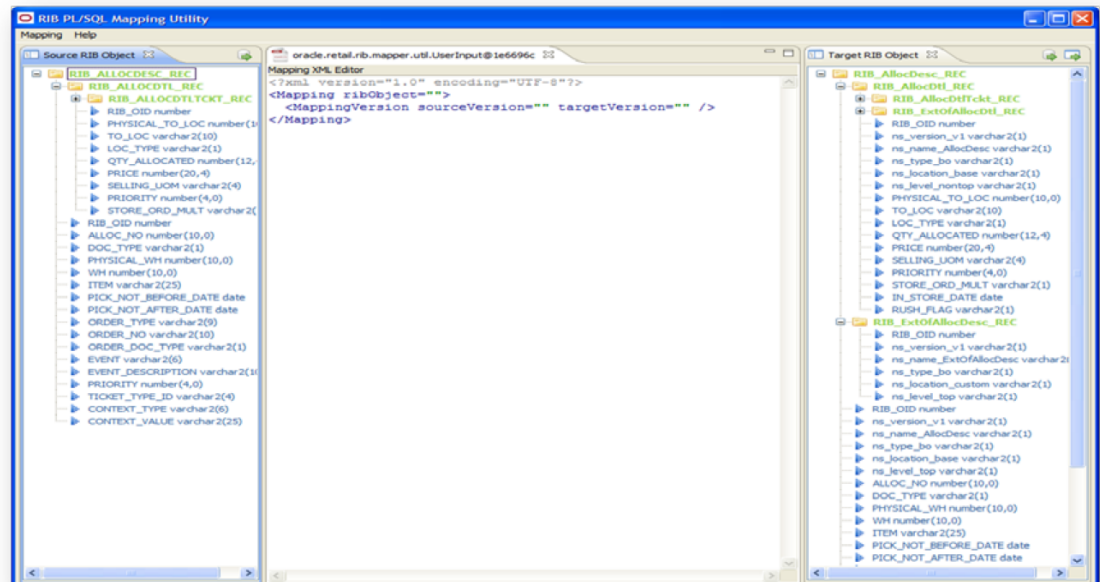 RIB PL/SQL Mapping Utility
Mapping Help
Source RIB Object
RIB_ALLOCDESC_REC
RIB_ALLOCDTL_REC
RIB_ALLOCDTLTCKT_REC
RIB_OID number
PHYSICAL_TO_LOC number(1
TO_LOC varchar2(10)
LOC_TYPE varchar2(1)
QTY_ALLOCATED number(12,
PRICE number(20,4)
SELLING_UOM varchar2(4)
PRIORITY number(4,0)
STORE_ORD_MULT varchar2(
RIB_OID number
ALLOC_NO number(10,0)
DOC_TYPE varchar2(1)
PHYSICAL_WH number(10,0)
WH number(10,0)
ITEM varchar2(25)
PICK_NOT_BEFORE_DATE date
PICK_NOT_AFTER_DATE date
ORDER_TYPE varchar2(9)
ORDER_NO varchar2(10)
ORDER_DOC_TYPE varchar2(1)
EVENT varchar2(6)
EVENT_DESCRIPTION varchar2(1
PRIORITY number(4,0)
TICKET_TYPE_ID varchar2(4)
CONTEXT_TYPE varchar2(6)
CONTEXT_VALUE varchar2(25)
oracle.retail.rib.mapper.util.UserInput@1e6696c
Mapping XML Editor
<?xml version="1.0" encoding="UTF-8"?>
<Mapping ribObject="">
<MappingVersion sourceVersion="" targetVersion="" />
</Mapping>
Target RIB Object
RIB_AllocDesc_REC
RIB_AllocDtl_REC
RIB_AllocDtlTckt_REC
RIB_ExtOfAllocDtl_REC
RIB_OID number
ns_version_v1 varchar2(1)
ns_name_AllocDesc varchar2(1)
ns_type_bo varchar2(1)
ns_location_base varchar2(1)
ns_level_nontop varchar2(1)
PHYSICAL_TO_LOC number(10,0)
TO_LOC varchar2(10)
LOC_TYPE varchar2(1)
QTY_ALLOCATED number(12,4)
PRICE number(20,4)
SELLING_UOM varchar2(4)
PRIORITY number(4,0)
STORE_ORD_MULT varchar2(1)
IN_STORE_DATE date
RUSH_FLAG varchar2(1)
RIB_ExtOfAllocDesc_REC
RIB_OID number
ns_version_v1 varchar2(1)
ns_name_ExtOfAllocDesc varchar2(
ns_type_bo varchar2(1)
ns_location_custom varchar2(1)
ns_level_top varchar2(1)
RIB_OID number
ns_version_v1 varchar2(1)
ns_name_AllocDesc varchar2(1)
ns_type_bo varchar2(1)
ns_location_base varchar2(1)
ns_level_top varchar2(1)
ALLOC_NO number(10,0)
DOC_TYPE varchar2(1)
PHYSICAL_WH number(10,0)
WH number(10,0)
ITEM varchar2(25)
PICK_NOT_BEFORE_DATE date
PICK_NOT_AFTER_DATE date